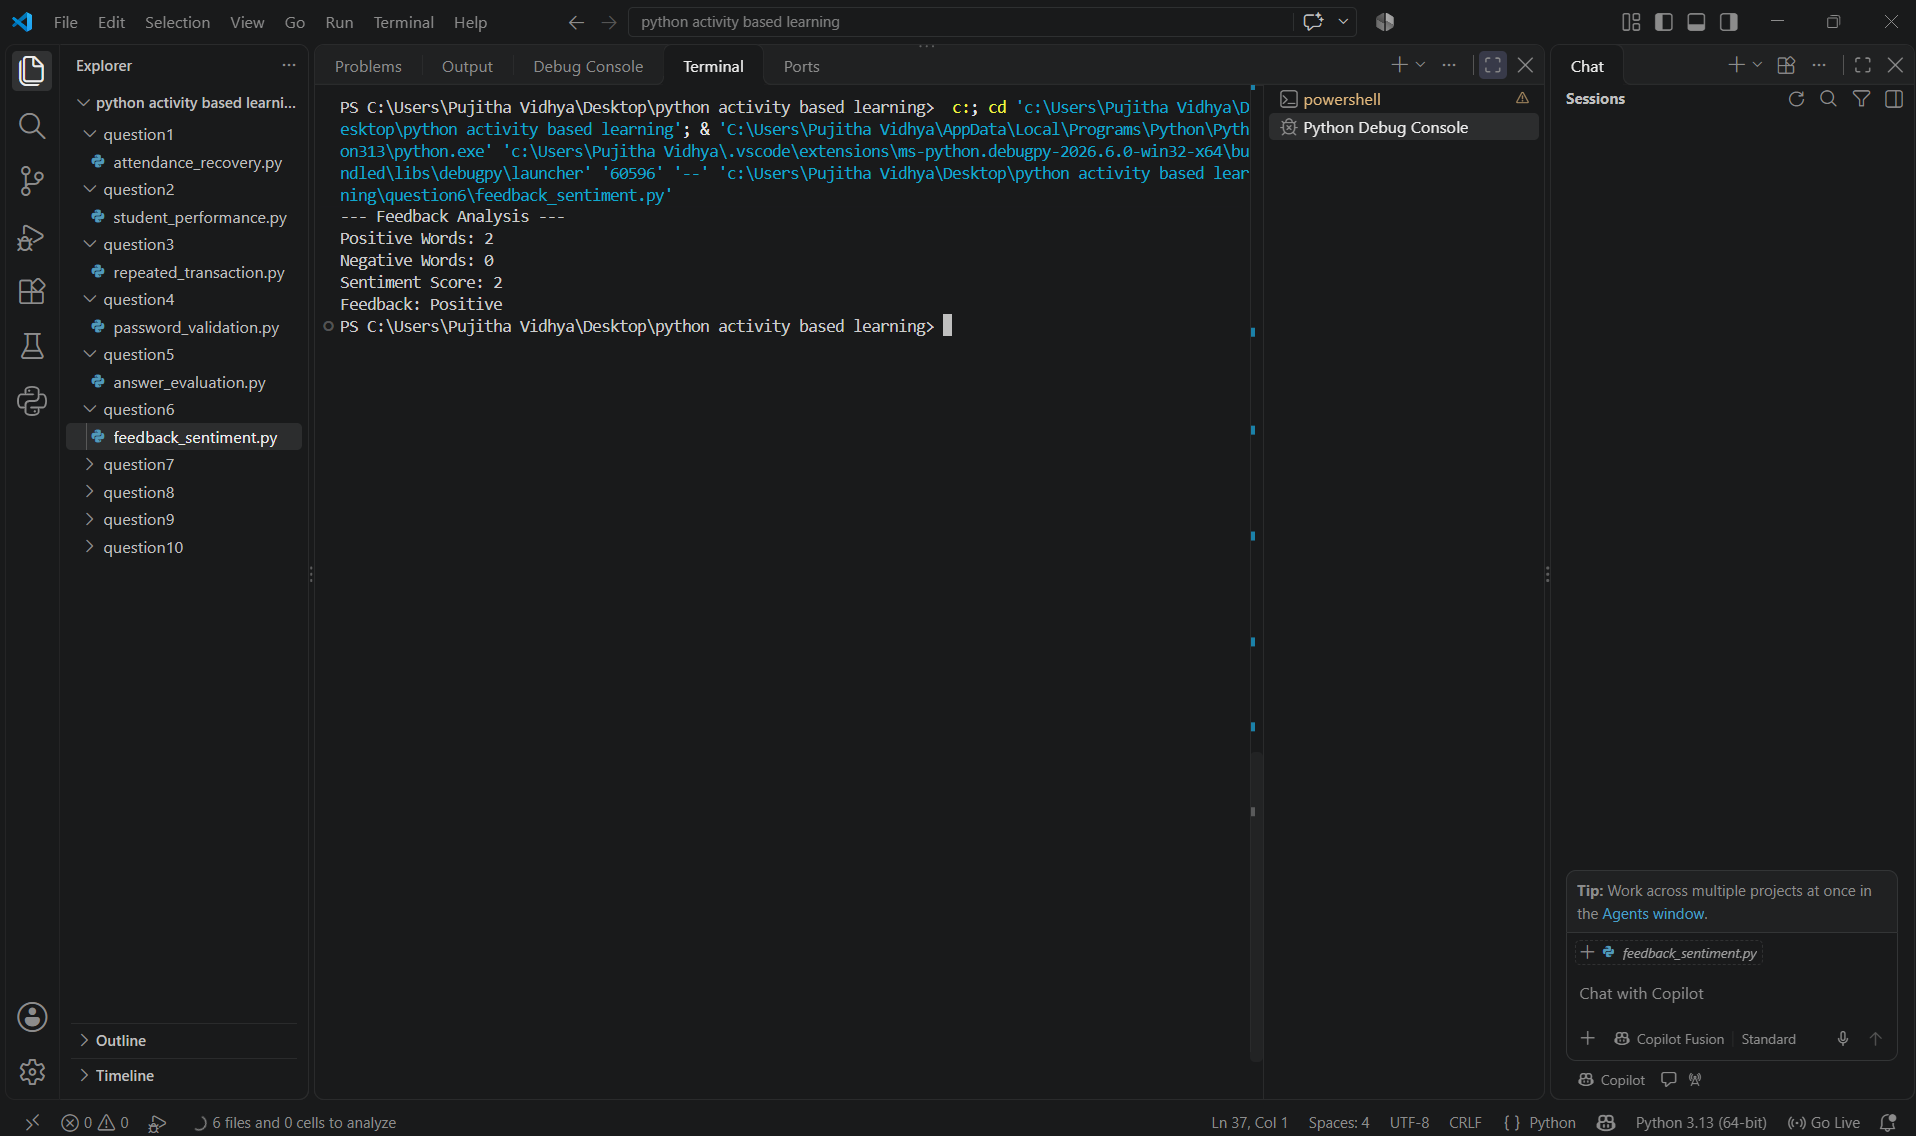 File Edit Selection View Go Run Terminal Help
python activity based learning
Explorer
python activity based learni...
question1
attendance_recovery.py
question2
student_performance.py
question3
repeated_transaction.py
question4
password_validation.py
question5
answer_evaluation.py
question6
feedback_sentiment.py
question7
question8
question9
question10
Outline
Timeline
Problems Output Debug Console Terminal Ports
PS C:\Users\Pujitha Vidhya\Desktop\python activity based learning>  c:; cd 'c:\Users\Pujitha Vidhya\D
esktop\python activity based learning'; & 'C:\Users\Pujitha Vidhya\AppData\Local\Programs\Python\Pyth
on313\python.exe' 'c:\Users\Pujitha Vidhya\.vscode\extensions\ms-python.debugpy-2026.6.0-win32-x64\bu
ndled\libs\debugpy\launcher' '60596' '--' 'c:\Users\Pujitha Vidhya\Desktop\python activity based lear
ning\question6\feedback_sentiment.py'
--- Feedback Analysis ---
Positive Words: 2
Negative Words: 0
Sentiment Score: 2
Feedback: Positive
PS C:\Users\Pujitha Vidhya\Desktop\python activity based learning>
powershell
Python Debug Console
Chat
Sessions
Tip: Work across multiple projects at once in
the Agents window.
feedback_sentiment.py
Chat with Copilot
Copilot Fusion Standard
Copilot
0 0 6 files and 0 cells to analyze
Ln 37, Col 1 Spaces: 4 UTF-8 CRLF { } Python Python 3.13 (64-bit) Go Live